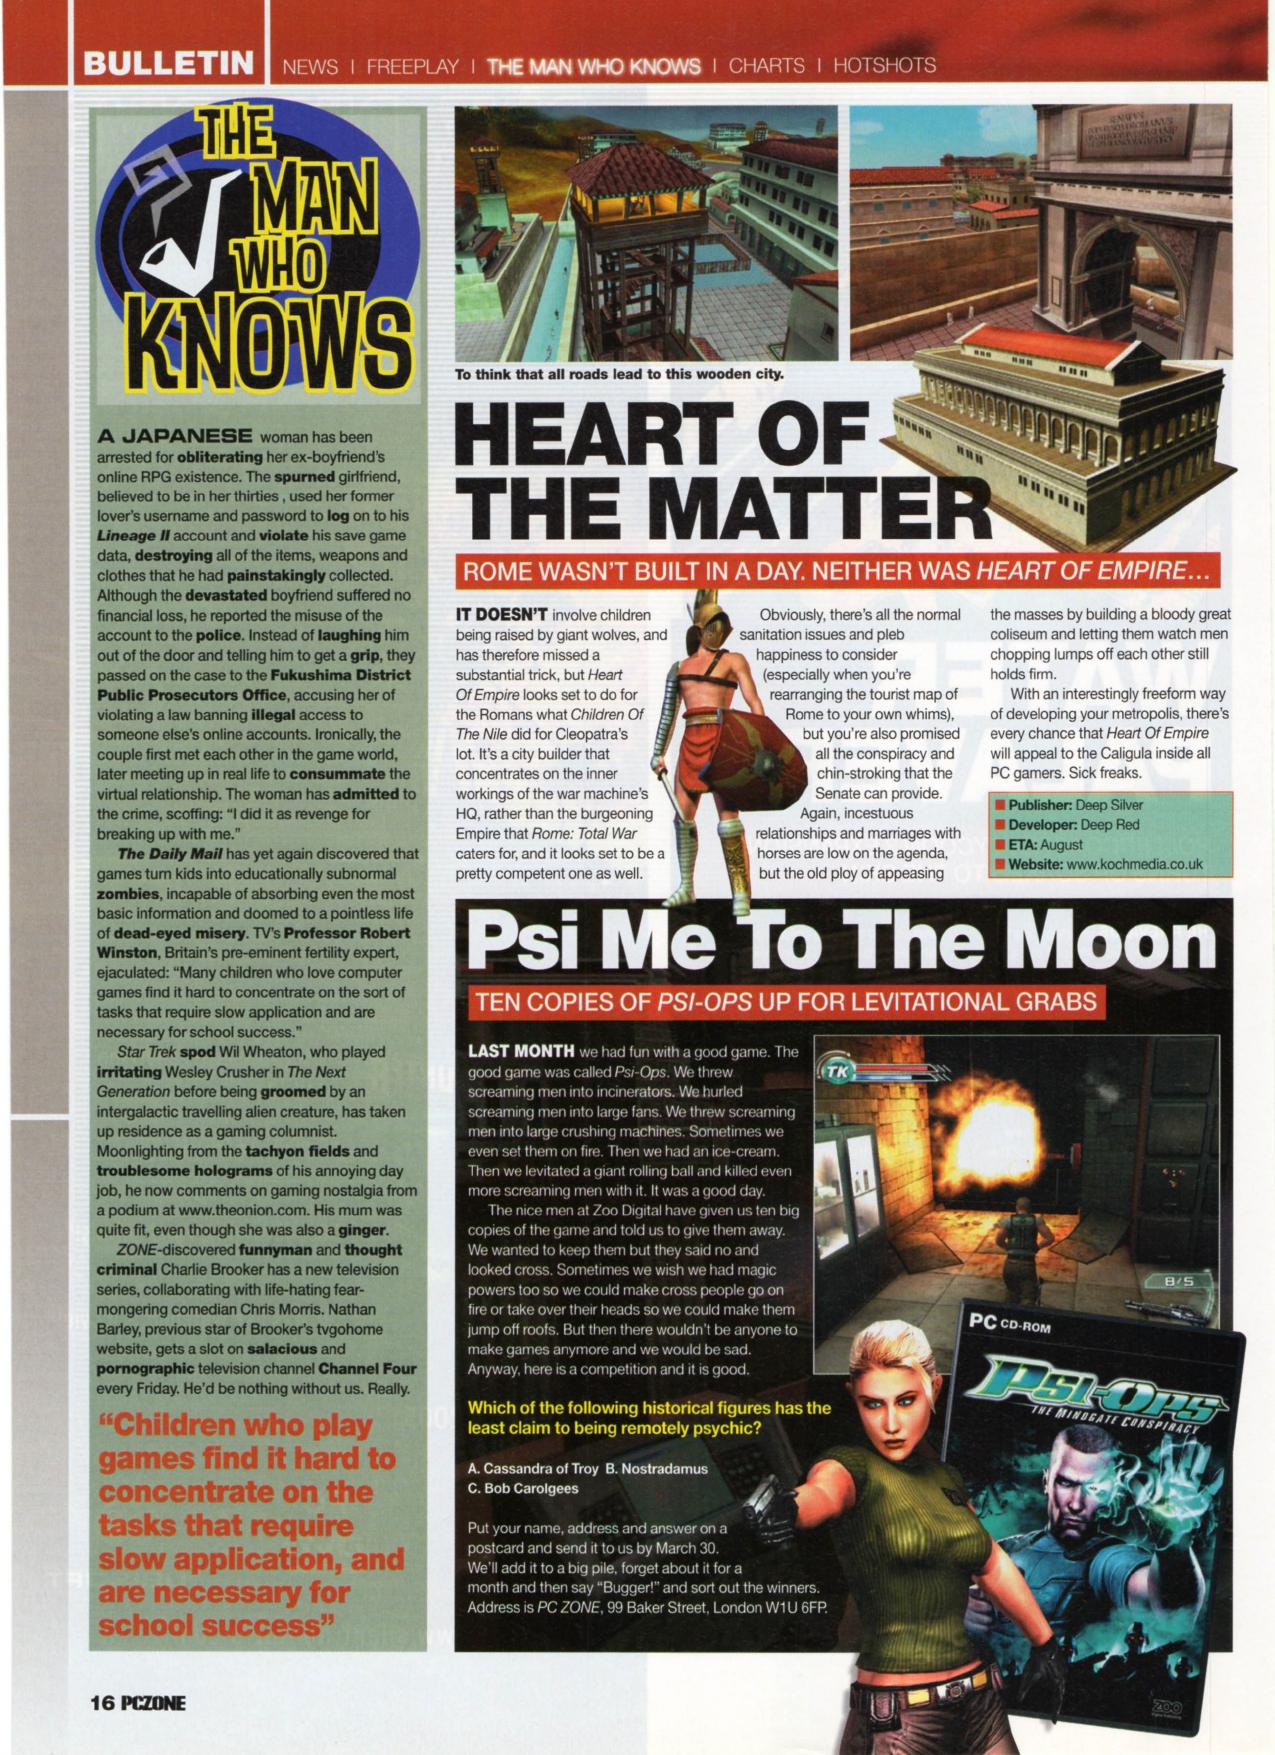 BULLETIN
NEWS | FREEPLAY | THE MAN WHO KNOWS | CHARTS | HOTSHOTS
THE
MAN
WHO
KNOWS
A JAPANESE woman has been
arrested for obliterating her ex-boyfriend's
online RPG existence. The spurned girlfriend,
believed to be in her thirties , used her former
lover's username and password to log on to his
Lineage II account and violate his save game
data, destroying all of the items, weapons and
clothes that he had painstakingly collected.
Although the devastated boyfriend suffered no
financial loss, he reported the misuse of the
account to the police. Instead of laughing him
out of the door and telling him to get a grip, they
passed on the case to the Fukushima District
Public Prosecutors Office, accusing her of
violating a law banning illegal access to
someone else's online accounts. Ironically, the
couple first met each other in the game world,
later meeting up in real life to consummate the
virtual relationship. The woman has admitted to
the crime, scoffing: "I did it as revenge for
breaking up with me."
The Daily Mail has yet again discovered that
games turn kids into educationally subnormal
zombies, incapable of absorbing even the most
basic information and doomed to a pointless life
of dead-eyed misery. TV's Professor Robert
Winston, Britain's pre-eminent fertility expert,
ejaculated: "Many children who love computer
games find it hard to concentrate on the sort of
tasks that require slow application and are
necessary for school success."
Star Trek spod Wil Wheaton, who played
irritating Wesley Crusher in The Next
Generation before being groomed by an
intergalactic travelling alien creature, has taken
up residence as a gaming columnist.
Moonlighting from the tachyon fields and
troublesome holograms of his annoying day
job, he now comments on gaming nostalgia from
a podium at www.theonion.com. His mum was
quite fit, even though she was also a ginger.
ZONE-discovered funnyman and thought
criminal Charlie Brooker has a new television
series, collaborating with life-hating fear-
mongering comedian Chris Morris. Nathan
Barley, previous star of Brooker's tvgohome
website, gets a slot on salacious and
pornographic television channel Channel Four
every Friday. He'd be nothing without us. Really.
"Children who play
games find it hard to
concentrate on the
tasks that require
slow application, and
are necessary for
school success"
To think that all roads lead to this wooden city.
HEART OF
THE MATTER
ROME WASN'T BUILT IN A DAY. NEITHER WAS HEART OF EMPIRE...
IT DOESN'T involve children
being raised by giant wolves, and
has therefore missed a
substantial trick, but Heart
Of Empire looks set to do for
the Romans what Children Of
The Nile did for Cleopatra's
lot. It's a city builder that
concentrates on the inner
workings of the war machine's
HQ, rather than the burgeoning
Empire that Rome: Total War
caters for, and it looks set to be a
pretty competent one as well.
Obviously, there's all the normal
sanitation issues and pleb
happiness to consider
(especially when you're
rearranging the tourist map of
Rome to your own whims),
but you're also promised
all the conspiracy and
chin-stroking that the
Senate can provide.
Again, incestuous
relationships and marriages with
horses are low on the agenda,
but the old ploy of appeasing
the masses by building a bloody great
coliseum and letting them watch men
chopping lumps off each other still
holds firm.
With an interestingly freeform way
of developing your metropolis, there's
every chance that Heart Of Empire
will appeal to the Caligula inside all
PC gamers. Sick freaks.
Publisher: Deep Silver
Developer: Deep Red
ETA: August
Website: www.kochmedia.co.uk
Psi Me To The Moon
TEN COPIES OF PSI-OPS UP FOR LEVITATIONAL GRABS
LAST MONTH we had fun with a good game. The
good game was called Psi-Ops. We threw
screaming men into incinerators. We hurled
screaming men into large fans. We threw screaming
men into large crushing machines. Sometimes we
even set them on fire. Then we had an ice-cream.
Then we levitated a giant rolling ball and killed even
more screaming men with it. It was a good day.
The nice men at Zoo Digital have given us ten big
copies of the game and told us to give them away.
We wanted to keep them but they said no and
looked cross. Sometimes we wish we had magic
powers too so we could make cross people go on
fire or take over their heads so we could make them
jump off roofs. But then there wouldn't be anyone to
make games anymore and we would be sad.
Anyway, here is a competition and it is good.
Which of the following historical figures has the
least claim to being remotely psychic?
A. Cassandra of Troy B. Nostradamus
C. Bob Carolgees
Put your name, address and answer on a
postcard and send it to us by March 30.
We'll add it to a big pile, forget about it for a
month and then say "Bugger!" and sort out the winners.
Address is PC ZONE, 99 Baker Street, London W1U 6FP.
TK
8/5
PC CD-ROM
PSI-OPS
THE MINDGATE CONSPIRACY
ZOO
16 PCZONE